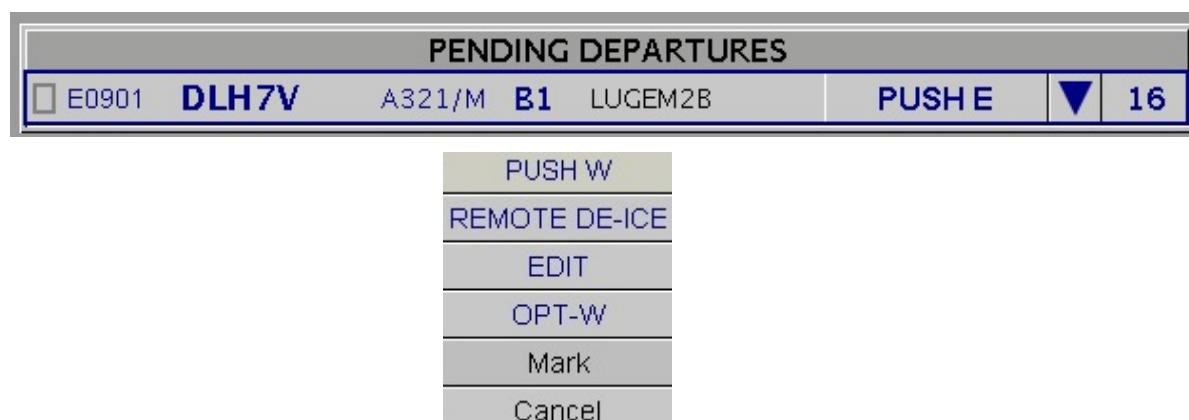 PENDING DEPARTURES
E0901 DLH7V A321/M B1 LUGEM2B PUSH E 16
PUSH W
REMOTE DE-ICE
EDIT
OPT-W
Mark
Cancel